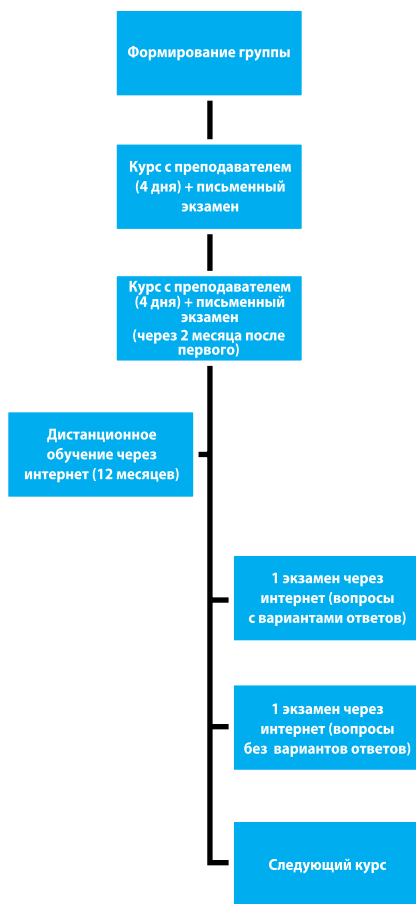 Формирование группы
Курс с преподавателем
(4 дня) + письменный
экзамен
Курс с преподавателем
(4 дня) + письменный
экзамен
(через 2 месяца после
первого)
Дистанционное
обучение через
интернет (12 месяцев)
1 экзамен через
интернет (вопросы
с вариантами ответов)
1 экзамен через
интернет (вопросы
без вариантов ответов)
Следующий курс